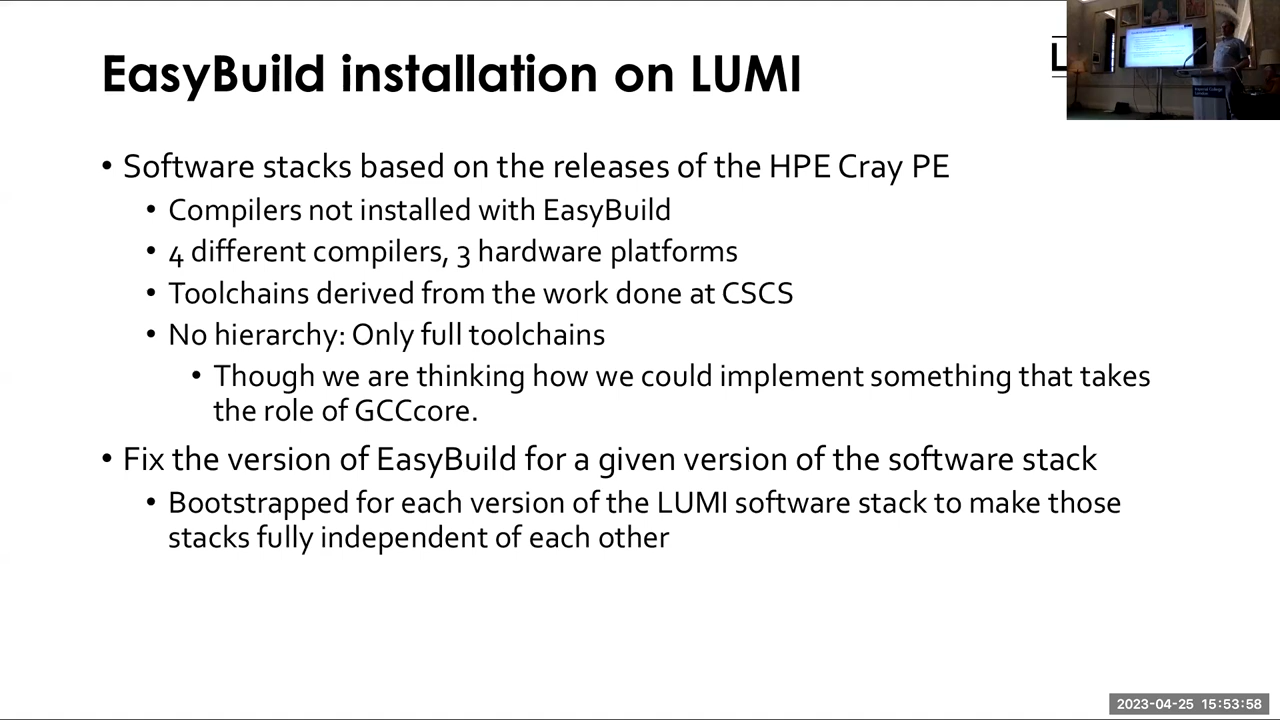 EasyBuild installation on LUMI
L
• Software stacks based on the releases of the HPE Cray PE
• Compilers not installed with EasyBuild
• 4 different compilers, 3 hardware platforms
• Toolchains derived from the work done at CSCS
• No hierarchy: Only full toolchains
• Though we are thinking how we could implement something that takes
the role of GCCcore.
• Fix the version of EasyBuild for a given version of the software stack
• Bootstrapped for each version of the LUMI software stack to make those
stacks fully independent of each other
2023-04-25 15:53:58